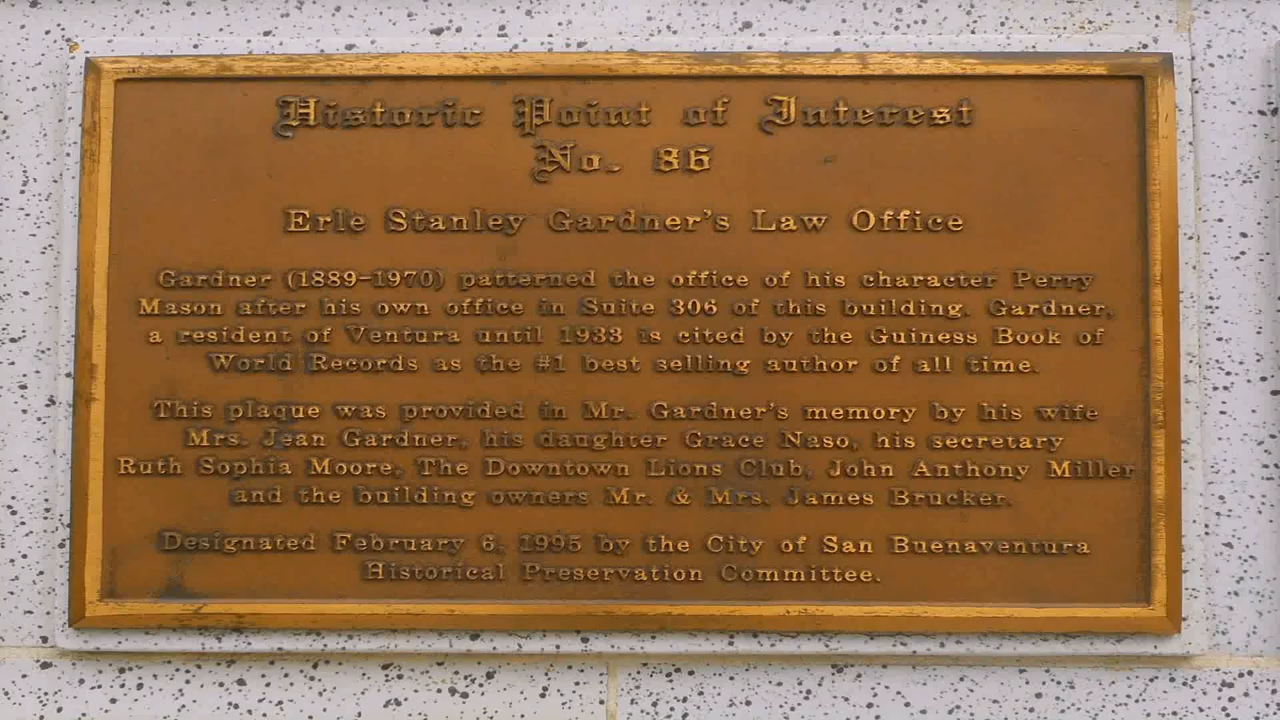 Historic Point of Interest
No. 86
Erle Stanley Gardner's Law Office
Gardner (1889-1970) patterned the office of his character Perry
Mason after his own office in Suite 306 of this building. Gardner,
a resident of Ventura until 1933 is cited by the Guiness Book of
World Records as the #1 best selling author of all time.
This plaque was provided in Mr. Gardner's memory by his wife
Mrs. Jean Gardner, his daughter Grace Naso, his secretary
Ruth Sophia Moore, The Downtown Lions Club, John Anthony Miller
and the building owners Mr. & Mrs. James Brucker.
Designated February 6, 1995 by the City of San Buenaventura
Historical Preservation Committee.